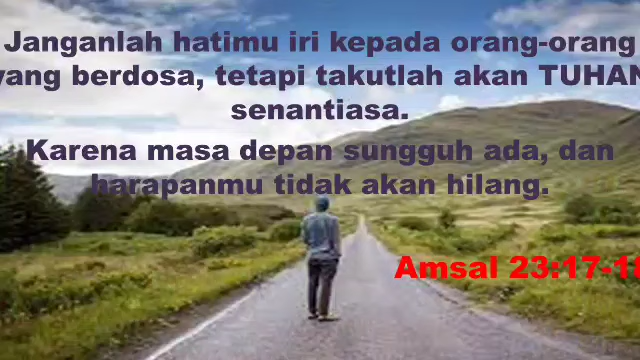 Janganlah hatimu iri kepada orang-orang
yang berdosa, tetapi takutlah akan TUHAN
senantiasa.
Karena masa depan sungguh ada, dan
harapanmu tidak akan hilang.
Amsal 23:17-18